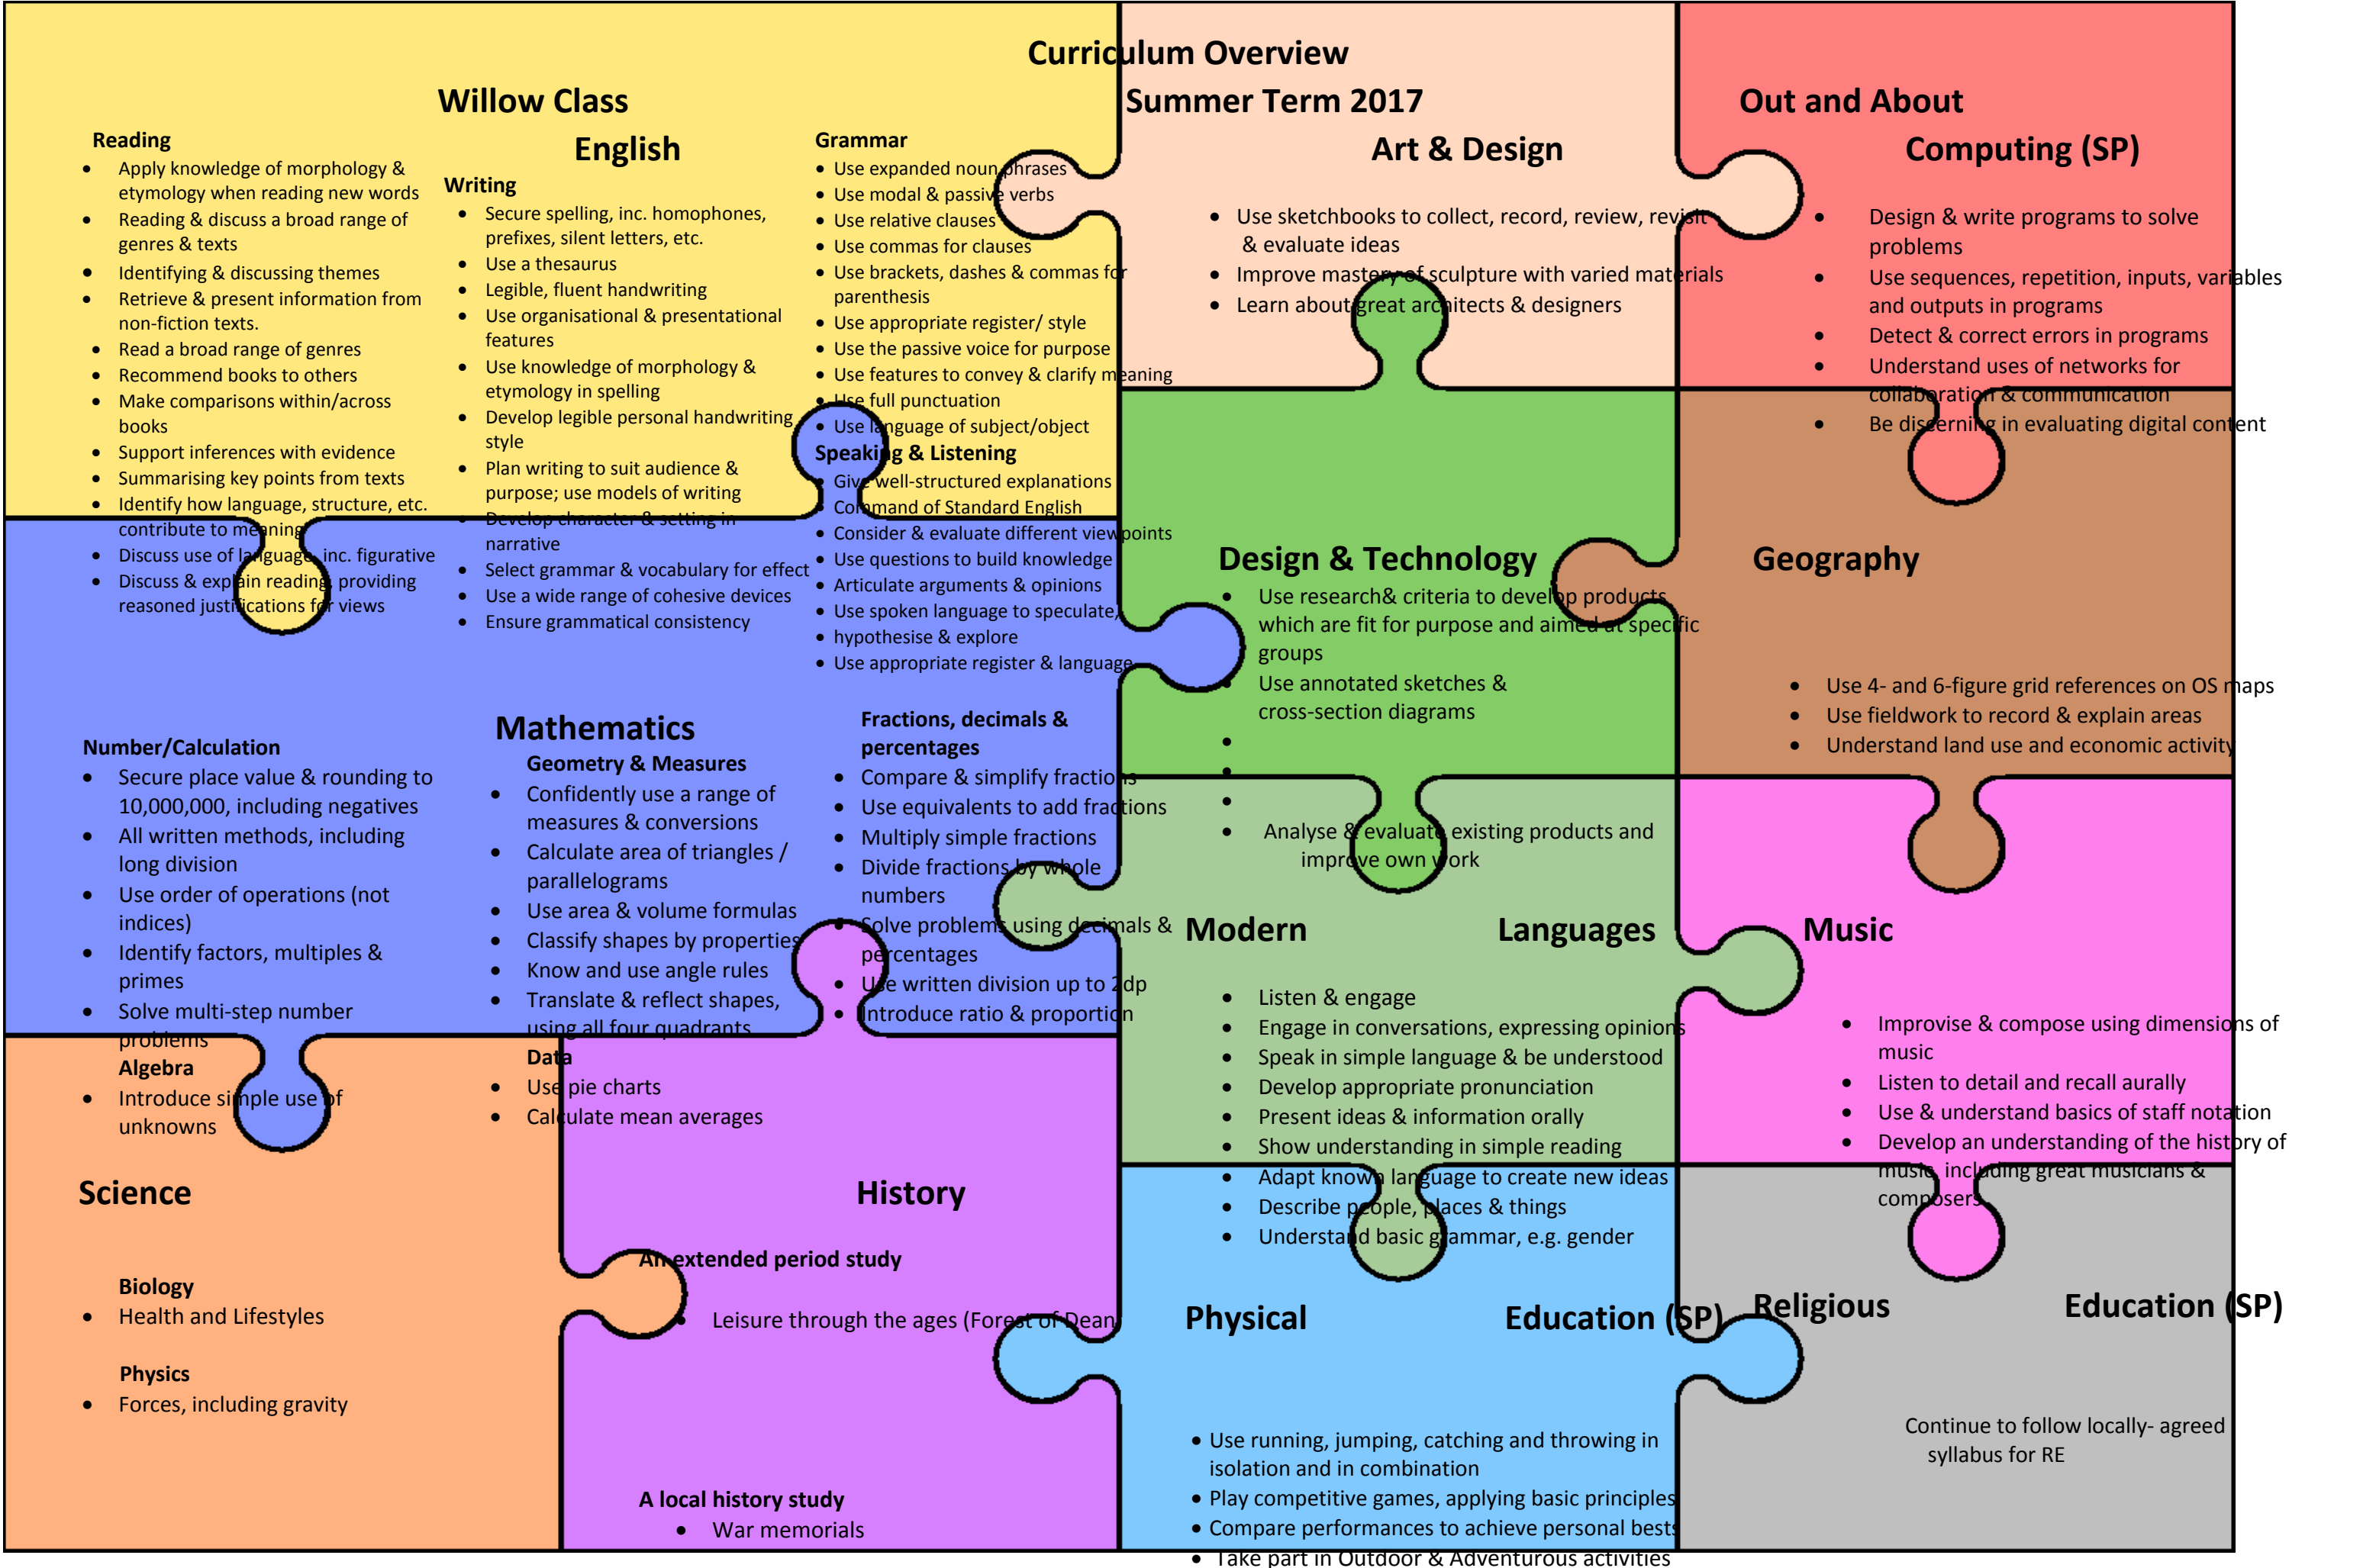 Curriculum Overview
Willow Class
Summer Term 2017
Out and About
English
Reading
• Apply knowledge of morphology &
etymology when reading new words
• Reading & discuss a broad range of
genres & texts
• Identifying & discussing themes
• Retrieve & present information from
non-fiction texts.
• Read a broad range of genres
• Recommend books to others
• Make comparisons within/across
books
• Support inferences with evidence
• Summarising key points from texts
• Identify how language, structure, etc.
contribute to meaning
• Discuss use of language, inc. figurative
• Discuss & explain reading, providing
reasoned justifications for views
Writing
• Secure spelling, inc. homophones,
prefixes, silent letters, etc.
• Use a thesaurus
• Legible, fluent handwriting
• Use organisational & presentational
features
• Use knowledge of morphology &
etymology in spelling
• Develop legible personal handwriting
style
• Plan writing to suit audience &
purpose; use models of writing
• Develop character & setting in
narrative
• Select grammar & vocabulary for effect
• Use a wide range of cohesive devices
• Ensure grammatical consistency
Grammar
• Use expanded noun phrases
• Use modal & passive verbs
• Use relative clauses
• Use commas for clauses
• Use brackets, dashes & commas for
parenthesis
• Use appropriate register/ style
• Use the passive voice for purpose
• Use features to convey & clarify meaning
• Use full punctuation
• Use language of subject/object
Speaking & Listening
• Give well-structured explanations
• Command of Standard English
• Consider & evaluate different viewpoints
• Use questions to build knowledge
• Articulate arguments & opinions
• Use spoken language to speculate,
• hypothesise & explore
• Use appropriate register & language
Art & Design
• Use sketchbooks to collect, record, review, revisit
& evaluate ideas
• Improve mastery of sculpture with varied materials
• Learn about great architects & designers
Computing (SP)
• Design & write programs to solve
problems
• Use sequences, repetition, inputs, variables
and outputs in programs
• Detect & correct errors in programs
• Understand uses of networks for
collaboration & communication
• Be discerning in evaluating digital content
Design & Technology
• Use research& criteria to develop products
which are fit for purpose and aimed at specific
groups
• Use annotated sketches &
cross-section diagrams
•
•
•
• Analyse & evaluate existing products and
improve own work
Geography
• Use 4- and 6-figure grid references on OS maps
• Use fieldwork to record & explain areas
• Understand land use and economic activity
Mathematics
Number/Calculation
• Secure place value & rounding to
10,000,000, including negatives
• All written methods, including
long division
• Use order of operations (not
indices)
• Identify factors, multiples &
primes
• Solve multi-step number
problems
Algebra
• Introduce simple use of
unknowns
Geometry & Measures
• Confidently use a range of
measures & conversions
• Calculate area of triangles /
parallelograms
• Use area & volume formulas
• Classify shapes by properties
• Know and use angle rules
• Translate & reflect shapes,
using all four quadrants
Data
• Use pie charts
• Calculate mean averages
Fractions, decimals &
percentages
• Compare & simplify fractions
• Use equivalents to add fractions
• Multiply simple fractions
• Divide fractions by whole
numbers
• Solve problems using decimals &
percentages
• Use written division up to 2dp
• Introduce ratio & proportion
Modern Languages
• Listen & engage
• Engage in conversations, expressing opinions
• Speak in simple language & be understood
• Develop appropriate pronunciation
• Present ideas & information orally
• Show understanding in simple reading
• Adapt known language to create new ideas
• Describe people, places & things
• Understand basic grammar, e.g. gender
Music
• Improvise & compose using dimensions of
music
• Listen to detail and recall aurally
• Use & understand basics of staff notation
• Develop an understanding of the history of
music, including great musicians &
composers
Science
Biology
• Health and Lifestyles
Physics
• Forces, including gravity
History
An extended period study
• Leisure through the ages (Forest of Dean)
A local history study
• War memorials
Physical Education (SP)
• Use running, jumping, catching and throwing in
isolation and in combination
• Play competitive games, applying basic principles
• Compare performances to achieve personal bests
• Take part in Outdoor & Adventurous activities
Religious Education (SP)
Continue to follow locally- agreed
syllabus for RE